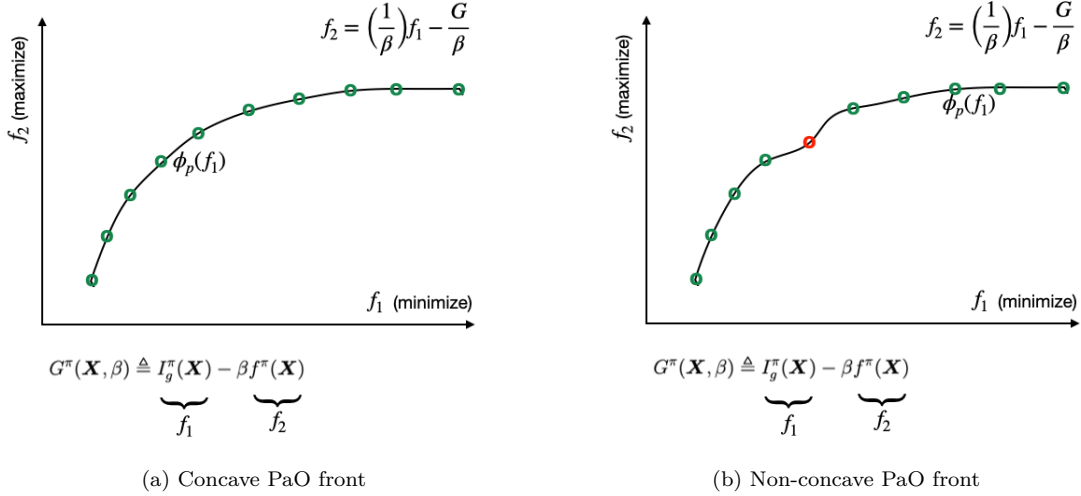 f₂ = (1/β)f₁ − G/β
f₂ (maximize)
ϕₚ(f₁)
f₁ (minimize)
G^π(X, β) ≜ I_g^π(X) − βf^π(X)
f₁ f₂
(a) Concave PaO front
f₂ = (1/β)f₁ − G/β
f₂ (maximize)
ϕₚ(f₁)
f₁ (minimize)
G^π(X, β) ≜ I_g^π(X) − βf^π(X)
f₁ f₂
(b) Non-concave PaO front